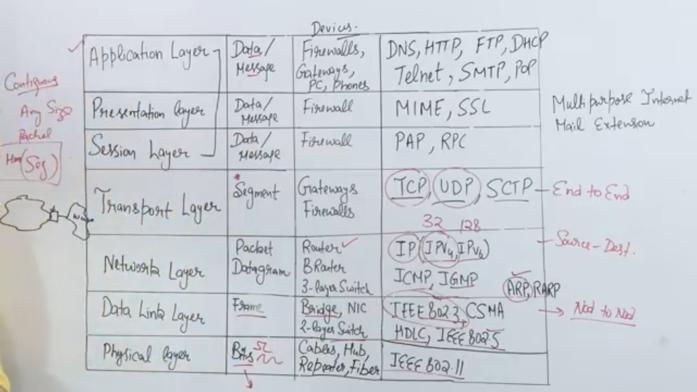 Devices.
Application Layer
Data/
Message
Firewalls,
Gateways,
PC, Phones
DNS, HTTP, FTP, DHCP
Telnet, SMTP, POP
Presentation layer
Data/
Message
Firewall
MIME, SSL
Multipurpose Internet
Mail Extension
Session Layer
Data/
Message
Firewall
PAP, RPC
Contiguous
Any Size
Seg
Transport Layer
Segment
Gateways
Firewalls
TCP, UDP, SCTP
End to End
32 128
Network Layer
Packet
Datagram
Router
BRouter
3-layer Switch
IP (IPV4, IPV6)
ICMP, IGMP
ARP, RARP
Source-Dest.
Data Link Layer
Frame
Bridge, NIC
2-layer Switch
IEEE 802.3, CSMA
HDLC, IEEE 802.5
Nod to Nod
Physical layer
Bits
Cables, Hub,
Repeater, Fiber
IEEE 802.11